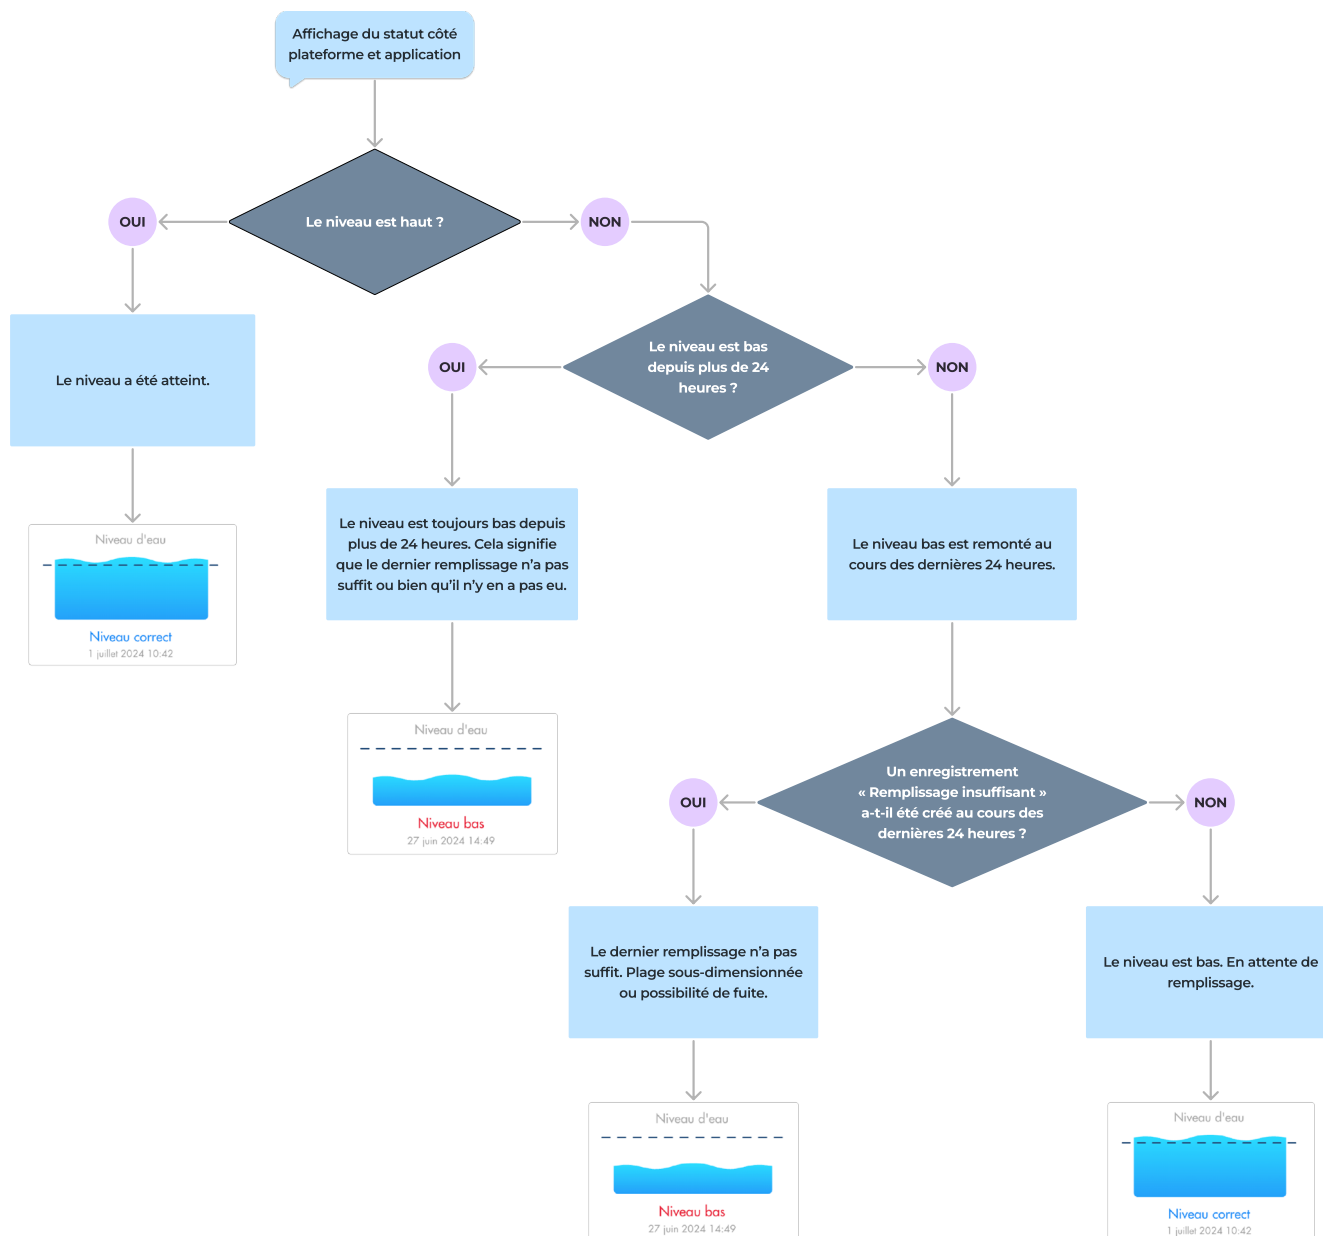 Affichage du statut côté
plateforme et application
Le niveau est haut ?
OUI
NON
Le niveau a été atteint.
Niveau d'eau
Niveau correct
1 juillet 2024 10:42
Le niveau est bas
depuis plus de 24
heures ?
OUI
NON
Le niveau est toujours bas depuis
plus de 24 heures. Cela signifie
que le dernier remplissage n’a pas
suffit ou bien qu’il n’y en a pas eu.
Niveau d'eau
Niveau bas
27 juin 2024 14:49
Le niveau bas est remonté au
cours des dernières 24 heures.
Un enregistrement
« Remplissage insuffisant »
a-t-il été créé au cours des
dernières 24 heures ?
OUI
NON
Le dernier remplissage n’a pas
suffit. Plage sous-dimensionnée
ou possibilité de fuite.
Niveau d'eau
Niveau bas
27 juin 2024 14:49
Le niveau est bas. En attente de
remplissage.
Niveau d'eau
Niveau correct
1 juillet 2024 10:42